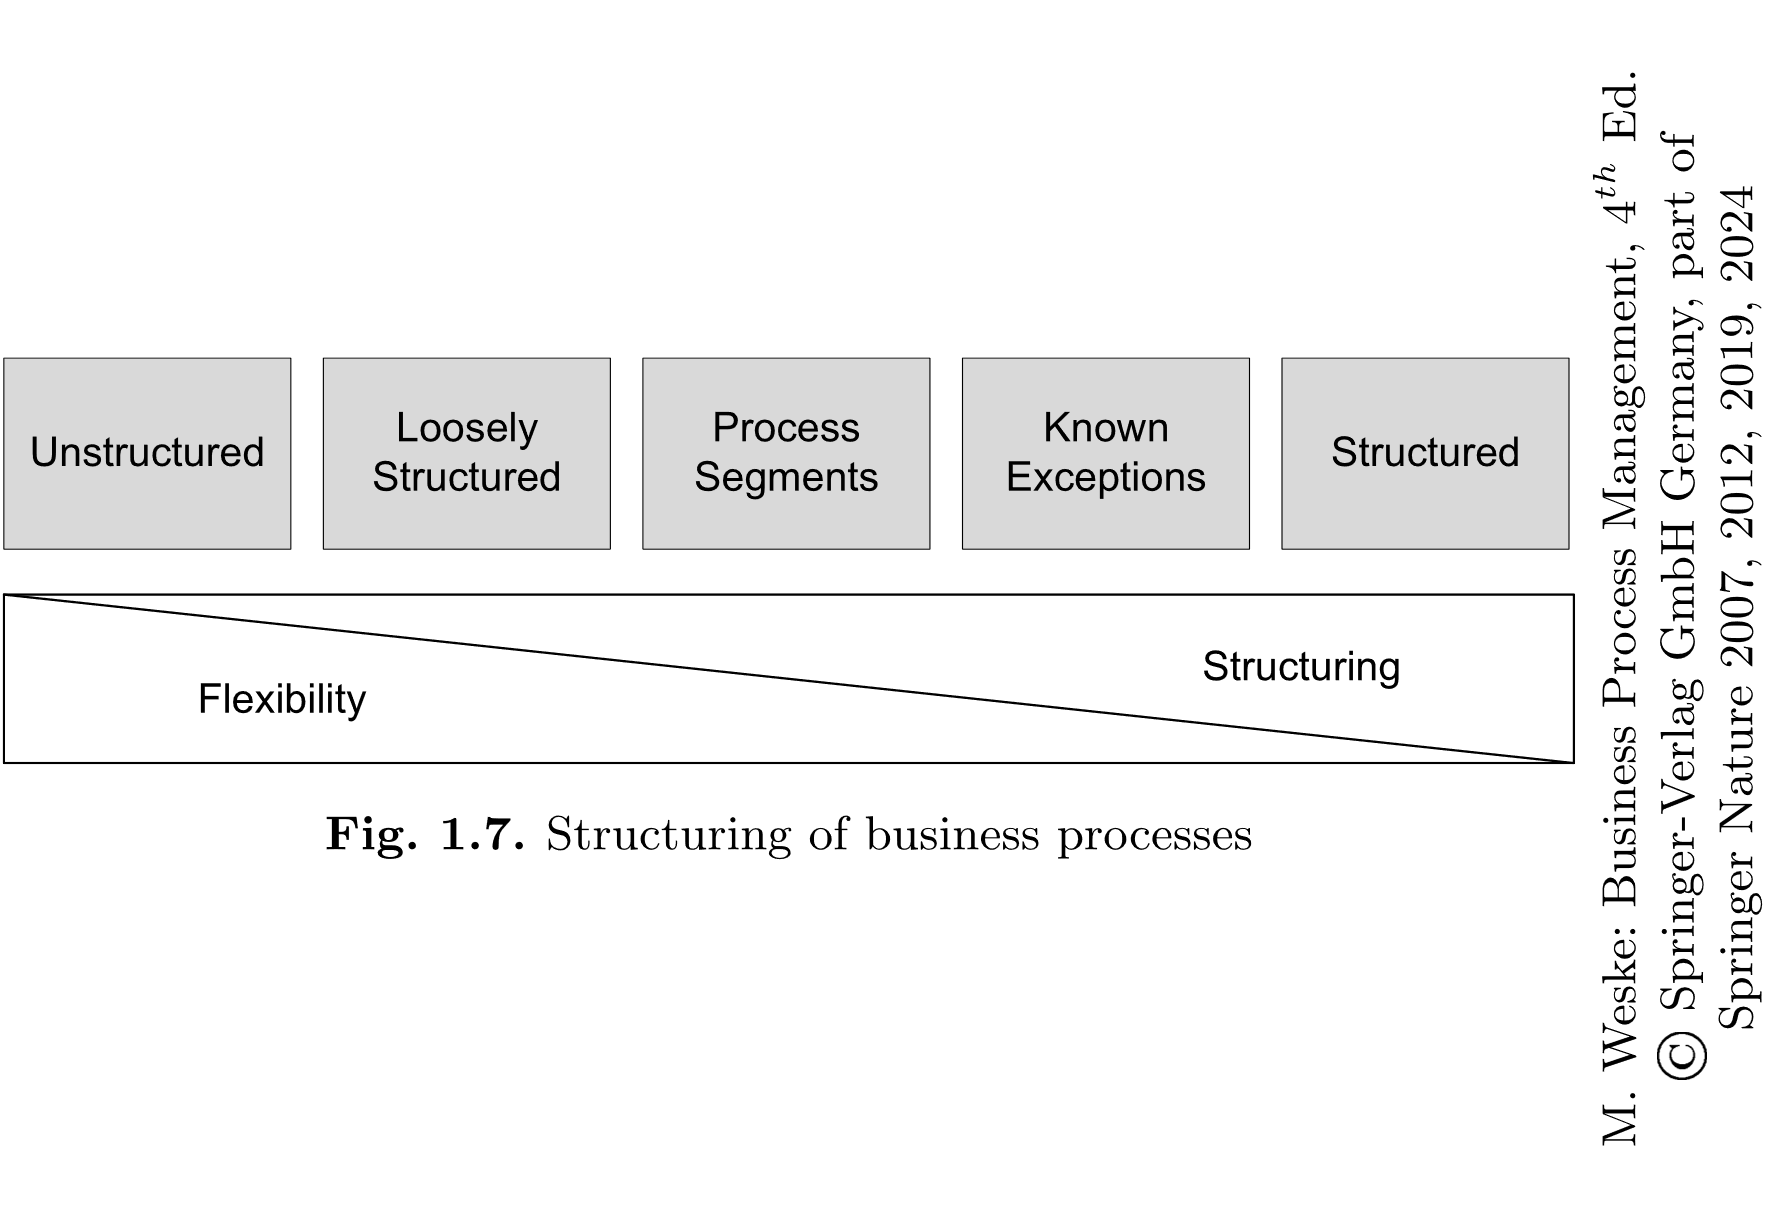 Unstructured
Loosely
Structured
Process
Segments
Known
Exceptions
Structured
Flexibility
Structuring
Fig. 1.7. Structuring of business processes
M. Weske: Business Process Management, 4th Ed.
© Springer-Verlag GmbH Germany, part of
Springer Nature 2007, 2012, 2019, 2024